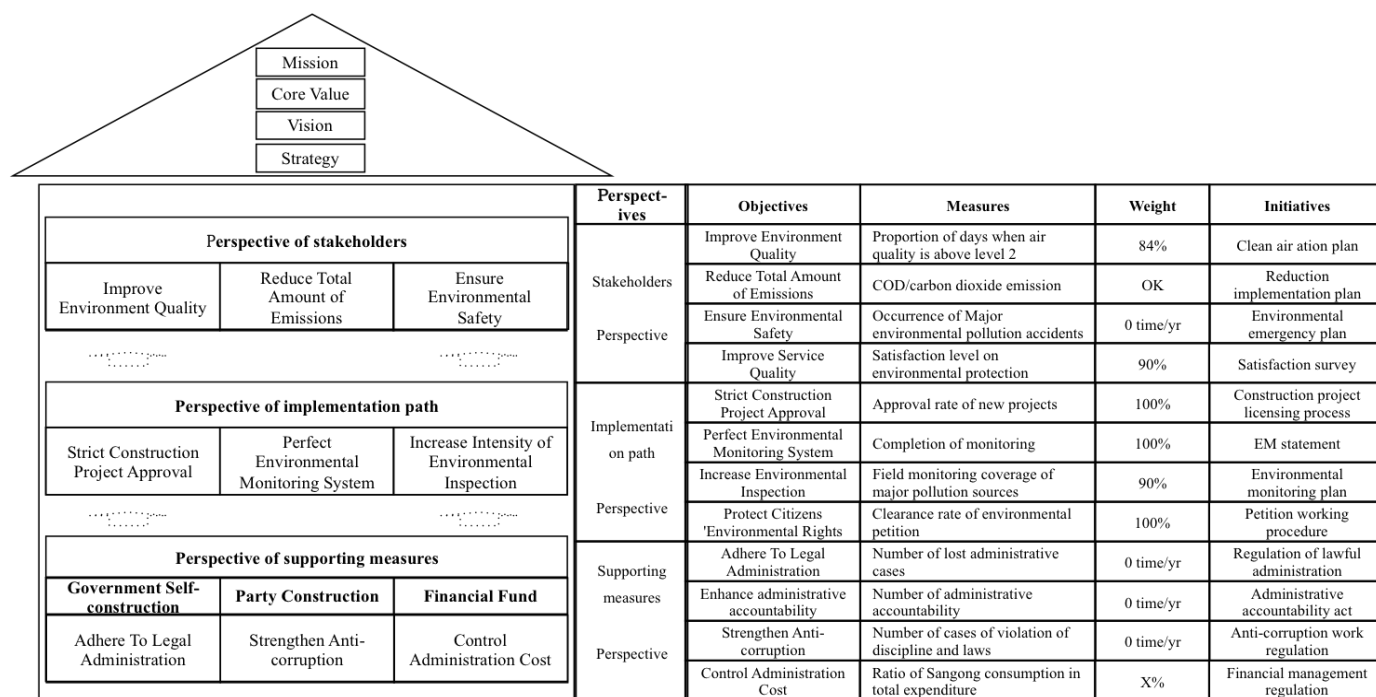 Mission
Core Value
Vision
Strategy
Perspective of stakeholders
Improve
Environment Quality
Reduce Total
Amount of
Emissions
Ensure
Environmental
Safety
Perspective of implementation path
Strict Construction
Project Approval
Perfect
Environmental
Monitoring System
Increase Intensity of
Environmental
Inspection
Perspective of supporting measures
Government Self-
construction
Party Construction
Financial Fund
Adhere To Legal
Administration
Strengthen Anti-
corruption
Control
Administration Cost
Perspect-
ives
Objectives
Measures
Weight
Initiatives
Stakeholders
Perspective
Improve Environment
Quality
Proportion of days when air
quality is above level 2
84%
Clean air ation plan
Reduce Total Amount
of Emissions
COD/carbon dioxide emission
OK
Reduction
implementation plan
Ensure Environmental
Safety
Occurrence of Major
environmental pollution accidents
0 time/yr
Environmental
emergency plan
Improve Service
Quality
Satisfaction level on
environmental protection
90%
Satisfaction survey
Implementati
on path
Perspective
Strict Construction
Project Approval
Approval rate of new projects
100%
Construction project
licensing process
Perfect Environmental
Monitoring System
Completion of monitoring
100%
EM statement
Increase Environmental
Inspection
Field monitoring coverage of
major pollution sources
90%
Environmental
monitoring plan
Protect Citizens
'Environmental Rights
Clearance rate of environmental
petition
100%
Petition working
procedure
Supporting
measures
Perspective
Adhere To Legal
Administration
Number of lost administrative
cases
0 time/yr
Regulation of lawful
administration
Enhance administrative
accountability
Number of administrative
accountability
0 time/yr
Administrative
accountability act
Strengthen Anti-
corruption
Number of cases of violation of
discipline and laws
0 time/yr
Anti-corruption work
regulation
Control Administration
Cost
Ratio of Sangong consumption in
total expenditure
X%
Financial management
regulation